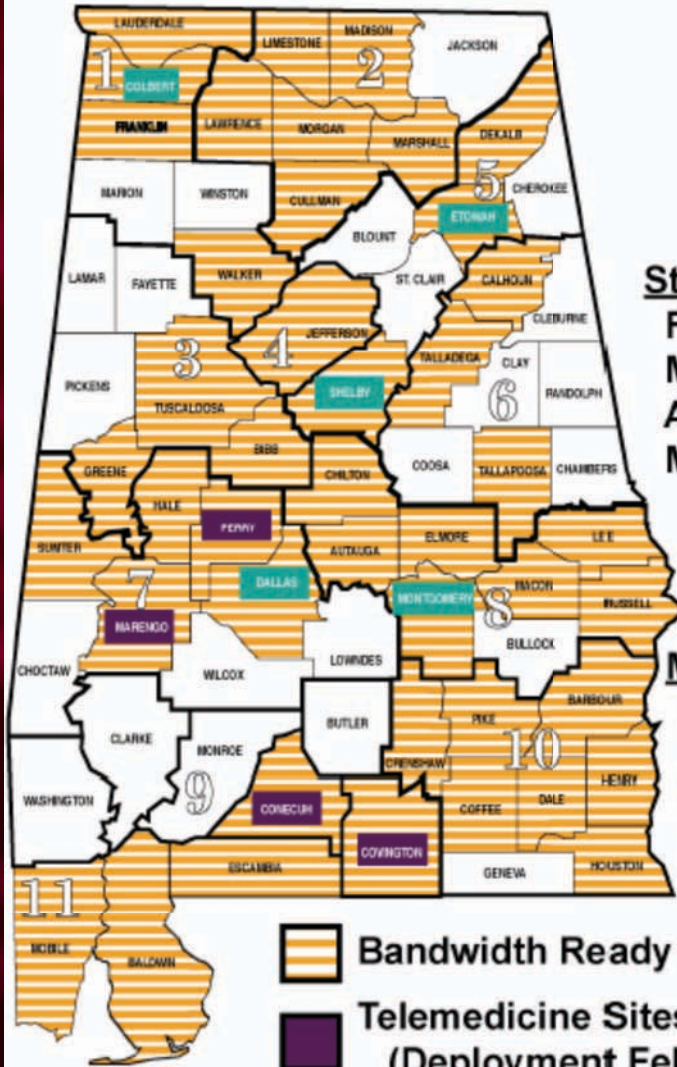 LAUDERDALE
LIMESTONE
MADISON
JACKSON
1
COLBERT
2
FRANKLIN
LAWRENCE
MORGAN
MARSHALL
DEKALB
5
CHEROKEE
MARION
WINSTON
CULLMAN
ETOWAH
BLOUNT
LAMAR
FAYETTE
WALKER
ST. CLAIR
CALHOUN
CLEBURNE
JEFFERSON
4
3
TALLADEGA
CLAY
6
RANDOLPH
PICKENS
TUSCALOOSA
SHELBY
BIBB
GREENE
CHILTON
COOSA
TALLAPOOSA
CHAMBERS
HALE
PERRY
SUMTER
AUTAUGA
ELMORE
LEE
7
DALLAS
MONTGOMERY
8
MACON
RUSSELL
MARENGO
BULLOCK
CHOCTAW
WILCOX
LOWNDES
BARBOUR
CLARKE
MONROE
BUTLER
PIKE
CRENSHAW
10
WASHINGTON
9
CONECUH
COFFEE
DALE
HENRY
COVINGTON
ESCAMBIA
GENEVA
HOUSTON
11
MOBILE
BALDWIN
Bandwidth Ready
Telemedicine Sites